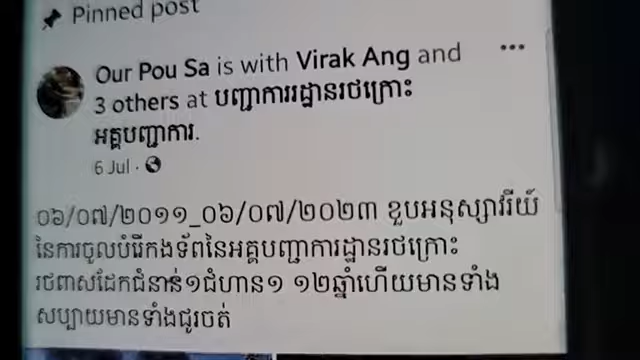 Pinned post
Our Pou Sa is with Virak Ang and
3 others at បញ្ជាការរដ្ឋានរថក្រោះ
អគ្គបញ្ជាការ.
6 Jul ·
០៦/០៧/២០១១_០៦/០៧/២០២៣ ខួបអនុស្សាវរីយ៍
នៃការចូលបំរើកងទ័ពនៃអគ្គបញ្ជាការដ្ឋានរថក្រោះ
រថពាសដែកជំនាន់១ជំហាន១ ១២ឆ្នាំហើយមានទាំង
សប្បាយមានទាំងជូរចត់